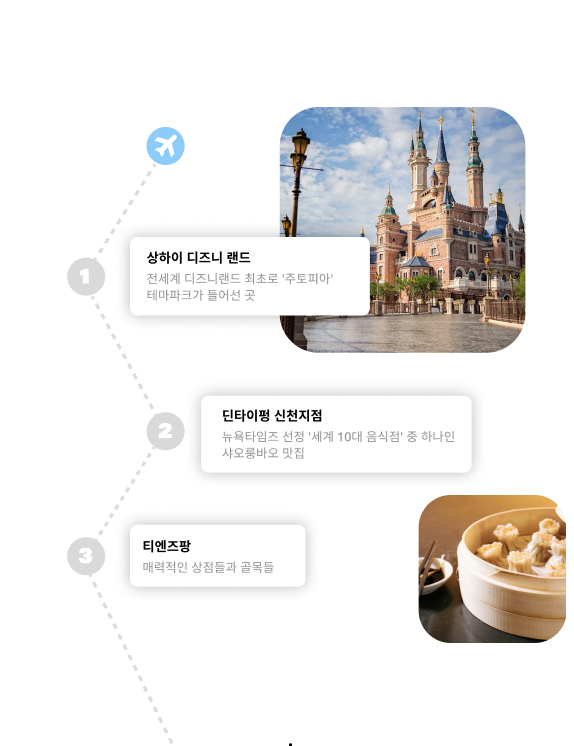 1
상하이 디즈니 랜드
전세계 디즈니랜드 최초로 '주토피아'
테마파크가 들어선 곳
2
딘타이펑 신천지점
뉴욕타임즈 선정 '세계 10대 음식점' 중 하나인
샤오룽바오 맛집
3
티엔즈팡
매력적인 상점들과 골목들